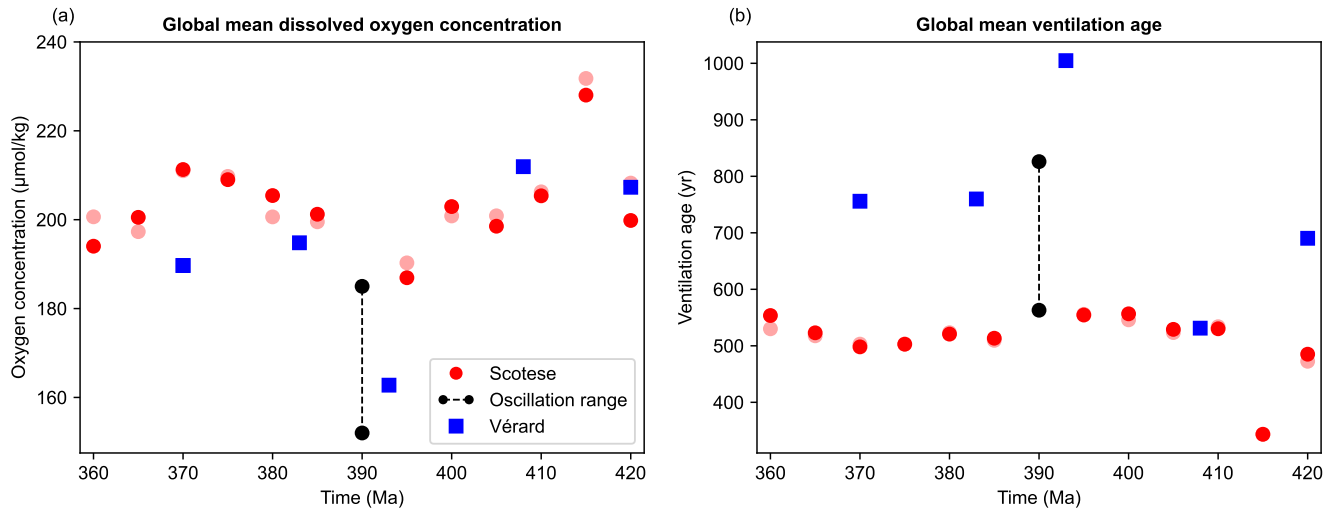 (a)
Global mean dissolved oxygen concentration
Oxygen concentration (µmol/kg)
240
220
200
180
160
360 370 380 390 400 410 420
Time (Ma)
Scotese
Oscillation range
Vérard
(b)
Global mean ventilation age
Ventilation age (yr)
1000
900
800
700
600
500
400
360 370 380 390 400 410 420
Time (Ma)